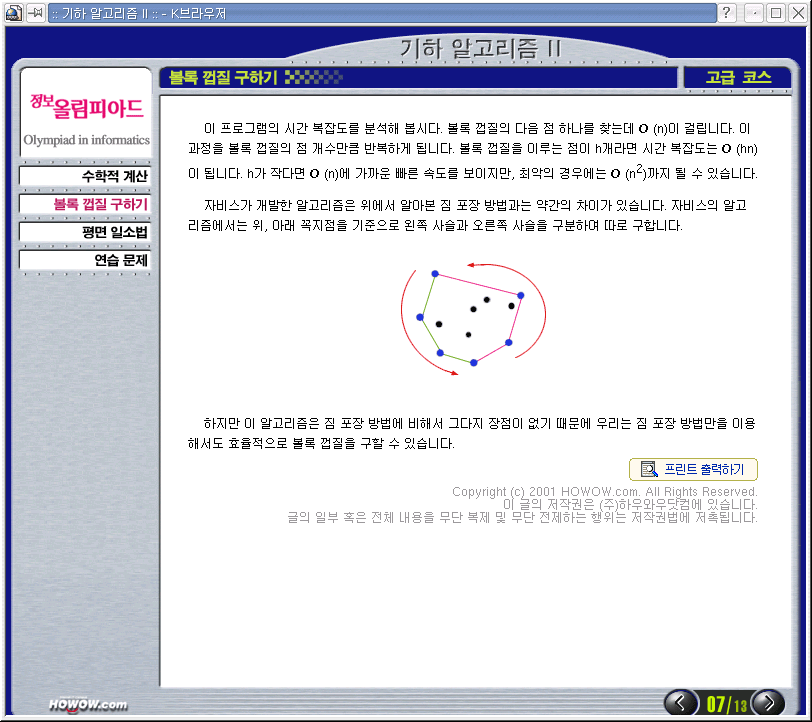 :: 기하 알고리즘 II :: - K브라우저
기하 알고리즘 II
정보올림피아드
Olympiad in informatics
수학적 계산
볼록 껍질 구하기
평면 일소법
연습 문제
볼록 껍질 구하기
고급 코스
이 프로그램의 시간 복잡도를 분석해 봅시다. 볼록 껍질의 다음 점 하나를 찾는데 O (n)이 걸립니다. 이
과정을 볼록 껍질의 점 개수만큼 반복하게 됩니다. 볼록 껍질을 이루는 점이 h개라면 시간 복잡도는 O (hn)
이 됩니다. h가 작다면 O (n)에 가까운 빠른 속도를 보이지만, 최악의 경우에는 O (n²)까지 될 수 있습니다.
자비스가 개발한 알고리즘은 위에서 알아본 짐 포장 방법과는 약간의 차이가 있습니다. 자비스의 알고
리즘에서는 위, 아래 꼭지점을 기준으로 왼쪽 사슬과 오른쪽 사슬을 구분하여 따로 구합니다.
하지만 이 알고리즘은 짐 포장 방법에 비해서 그다지 장점이 없기 때문에 우리는 짐 포장 방법만을 이용
해서도 효율적으로 볼록 껍질을 구할 수 있습니다.
프린트 출력하기
Copyright (c) 2001 HOWOW.com. All Rights Reserved.
이 글의 저작권은 (주)하우와우닷컴에 있습니다.
글의 일부 혹은 전체 내용을 무단 복제 및 무단 전제하는 행위는 저작권법에 저촉됩니다.
HOWOW.com
07/13